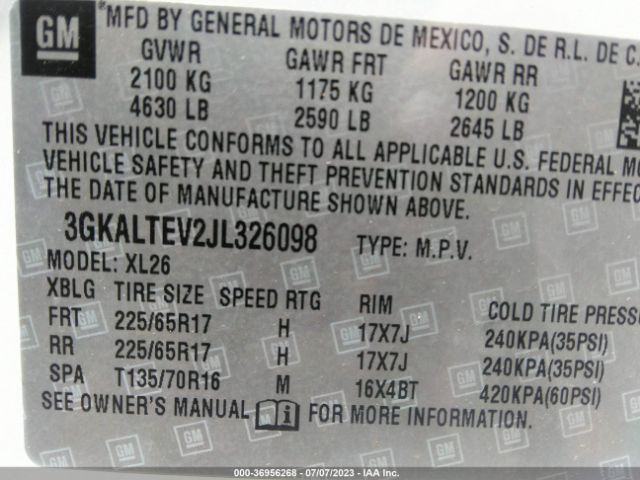 GM
®MFD BY GENERAL MOTORS DE MEXICO, S. DE R.L. DE C.
GVWR GAWR FRT GAWR RR
2100 KG 1175 KG 1200 KG
4630 LB 2590 LB 2645 LB
THIS VEHICLE CONFORMS TO ALL APPLICABLE U.S. FEDERAL MO
VEHICLE SAFETY AND THEFT PREVENTION STANDARDS IN EFFEC
THE DATE OF MANUFACTURE SHOWN ABOVE.
3GKALTEV2JL326098 TYPE: M.P.V.
MODEL: XL26
XBLG TIRE SIZE SPEED RTG RIM COLD TIRE PRESSU
FRT 225/65R17 H 17X7J 240KPA(35PSI)
RR 225/65R17 H 17X7J 240KPA(35PSI)
SPA T135/70R16 M 16X4BT 420KPA(60PSI)
SEE OWNER'S MANUAL FOR MORE INFORMATION.
000-36956268 - 07/07/2023 - IAA Inc.